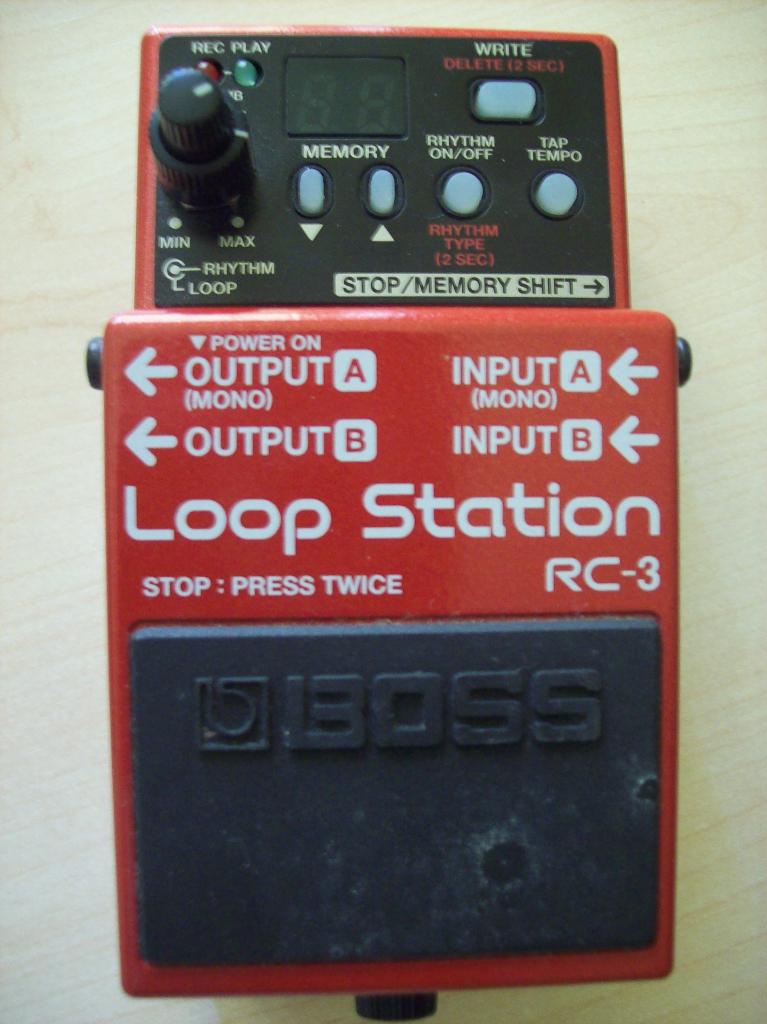 REC PLAY
WRITE
DELETE (2 SEC)
MEMORY
RHYTHM
ON/OFF
TAP
TEMPO
MIN MAX
RHYTHM
TYPE
(2 SEC)
RHYTHM
LOOP
STOP/MEMORY SHIFT →
▼POWER ON
← OUTPUT A
(MONO)
INPUT A ←
(MONO)
← OUTPUT B
INPUT B ←
Loop Station
RC-3
STOP : PRESS TWICE
BOSS